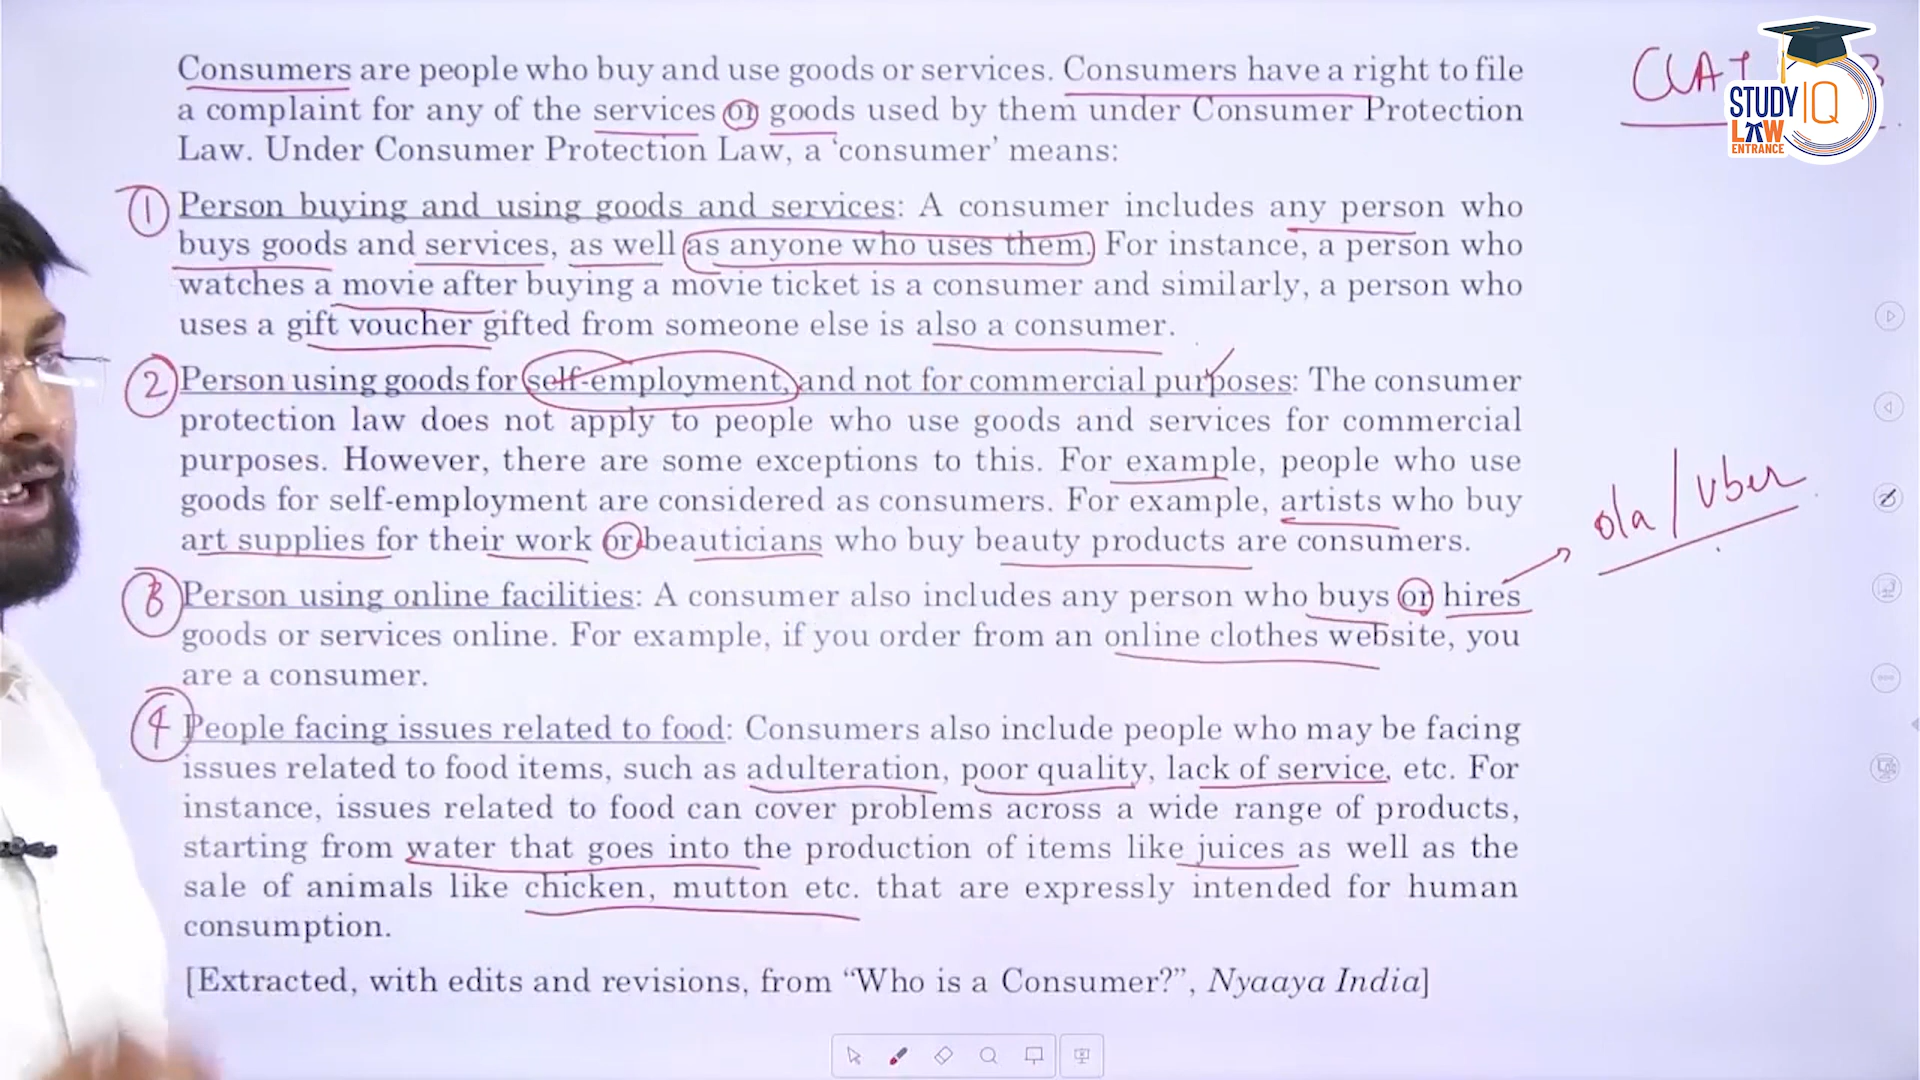 Consumers are people who buy and use goods or services. Consumers have a right to file
a complaint for any of the services or goods used by them under Consumer Protection
Law. Under Consumer Protection Law, a ‘consumer’ means:
CLAT
STUDY IQ
LAW
ENTRANCE
① Person buying and using goods and services: A consumer includes any person who
buys goods and services, as well as anyone who uses them. For instance, a person who
watches a movie after buying a movie ticket is a consumer and similarly, a person who
uses a gift voucher gifted from someone else is also a consumer.
② Person using goods for self-employment, and not for commercial purposes: The consumer
protection law does not apply to people who use goods and services for commercial
purposes. However, there are some exceptions to this. For example, people who use
goods for self-employment are considered as consumers. For example, artists who buy
art supplies for their work or beauticians who buy beauty products are consumers.
ola / uber
③ Person using online facilities: A consumer also includes any person who buys or hires
goods or services online. For example, if you order from an online clothes website, you
are a consumer.
④ People facing issues related to food: Consumers also include people who may be facing
issues related to food items, such as adulteration, poor quality, lack of service, etc. For
instance, issues related to food can cover problems across a wide range of products,
starting from water that goes into the production of items like juices as well as the
sale of animals like chicken, mutton etc. that are expressly intended for human
consumption.
[Extracted, with edits and revisions, from “Who is a Consumer?”, Nyaaya India]